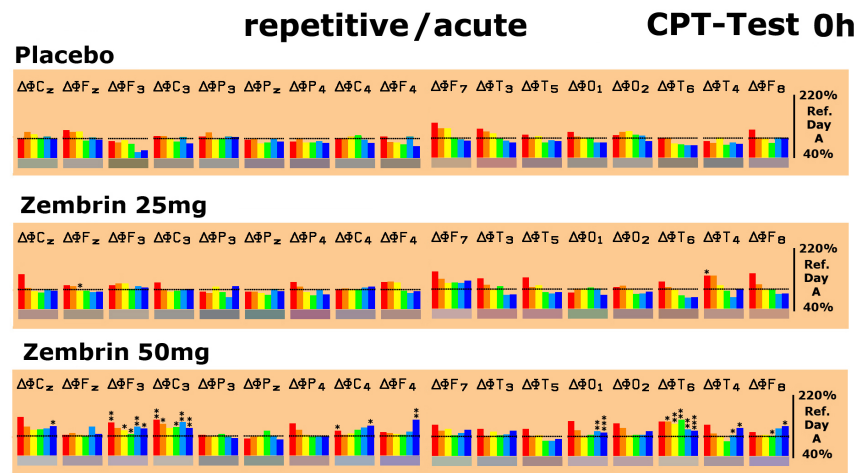 repetitive/acute CPT-Test 0h
Placebo
ΔΦCz ΔΦFz ΔΦF3 ΔΦC3 ΔΦP3 ΔΦPz ΔΦP4 ΔΦC4 ΔΦF4 ΔΦF7 ΔΦT3 ΔΦT5 ΔΦO1 ΔΦO2 ΔΦT6 ΔΦT4 ΔΦF8
220%
Ref.
Day
A
40%
Zembrin 25mg
ΔΦCz ΔΦFz ΔΦF3 ΔΦC3 ΔΦP3 ΔΦPz ΔΦP4 ΔΦC4 ΔΦF4 ΔΦF7 ΔΦT3 ΔΦT5 ΔΦO1 ΔΦO2 ΔΦT6 ΔΦT4 ΔΦF8
220%
Ref.
Day
A
40%
Zembrin 50mg
ΔΦCz ΔΦFz ΔΦF3 ΔΦC3 ΔΦP3 ΔΦPz ΔΦP4 ΔΦC4 ΔΦF4 ΔΦF7 ΔΦT3 ΔΦT5 ΔΦO1 ΔΦO2 ΔΦT6 ΔΦT4 ΔΦF8
220%
Ref.
Day
A
40%